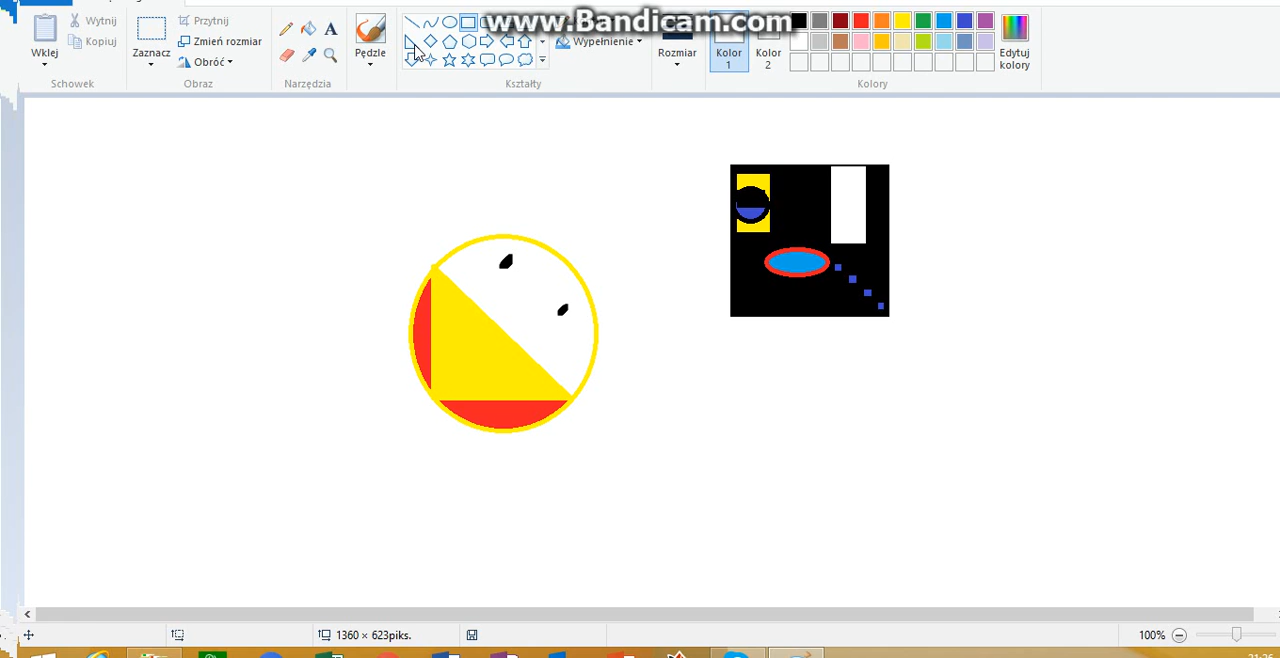 www.Bandicam.com
Wytnij
Kopiuj
Wklej
Schowek
Zaznacz
Przytnij
Zmień rozmiar
Obróć
Obraz
Narzędzia
Pędzle
Wypełnienie
Kształty
Rozmiar
Kolor 1
Kolor 2
Edytuj kolory
Kolory
1360 × 623piks.
100%